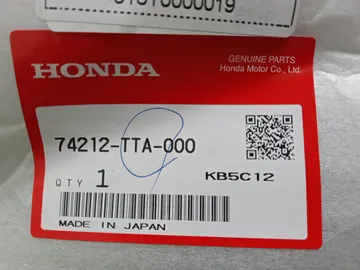 HONDA
GENUINE PARTS
Honda Motor Co., Ltd.
74212-TTA-000
QTY 1
KB5C12
MADE IN JAPAN